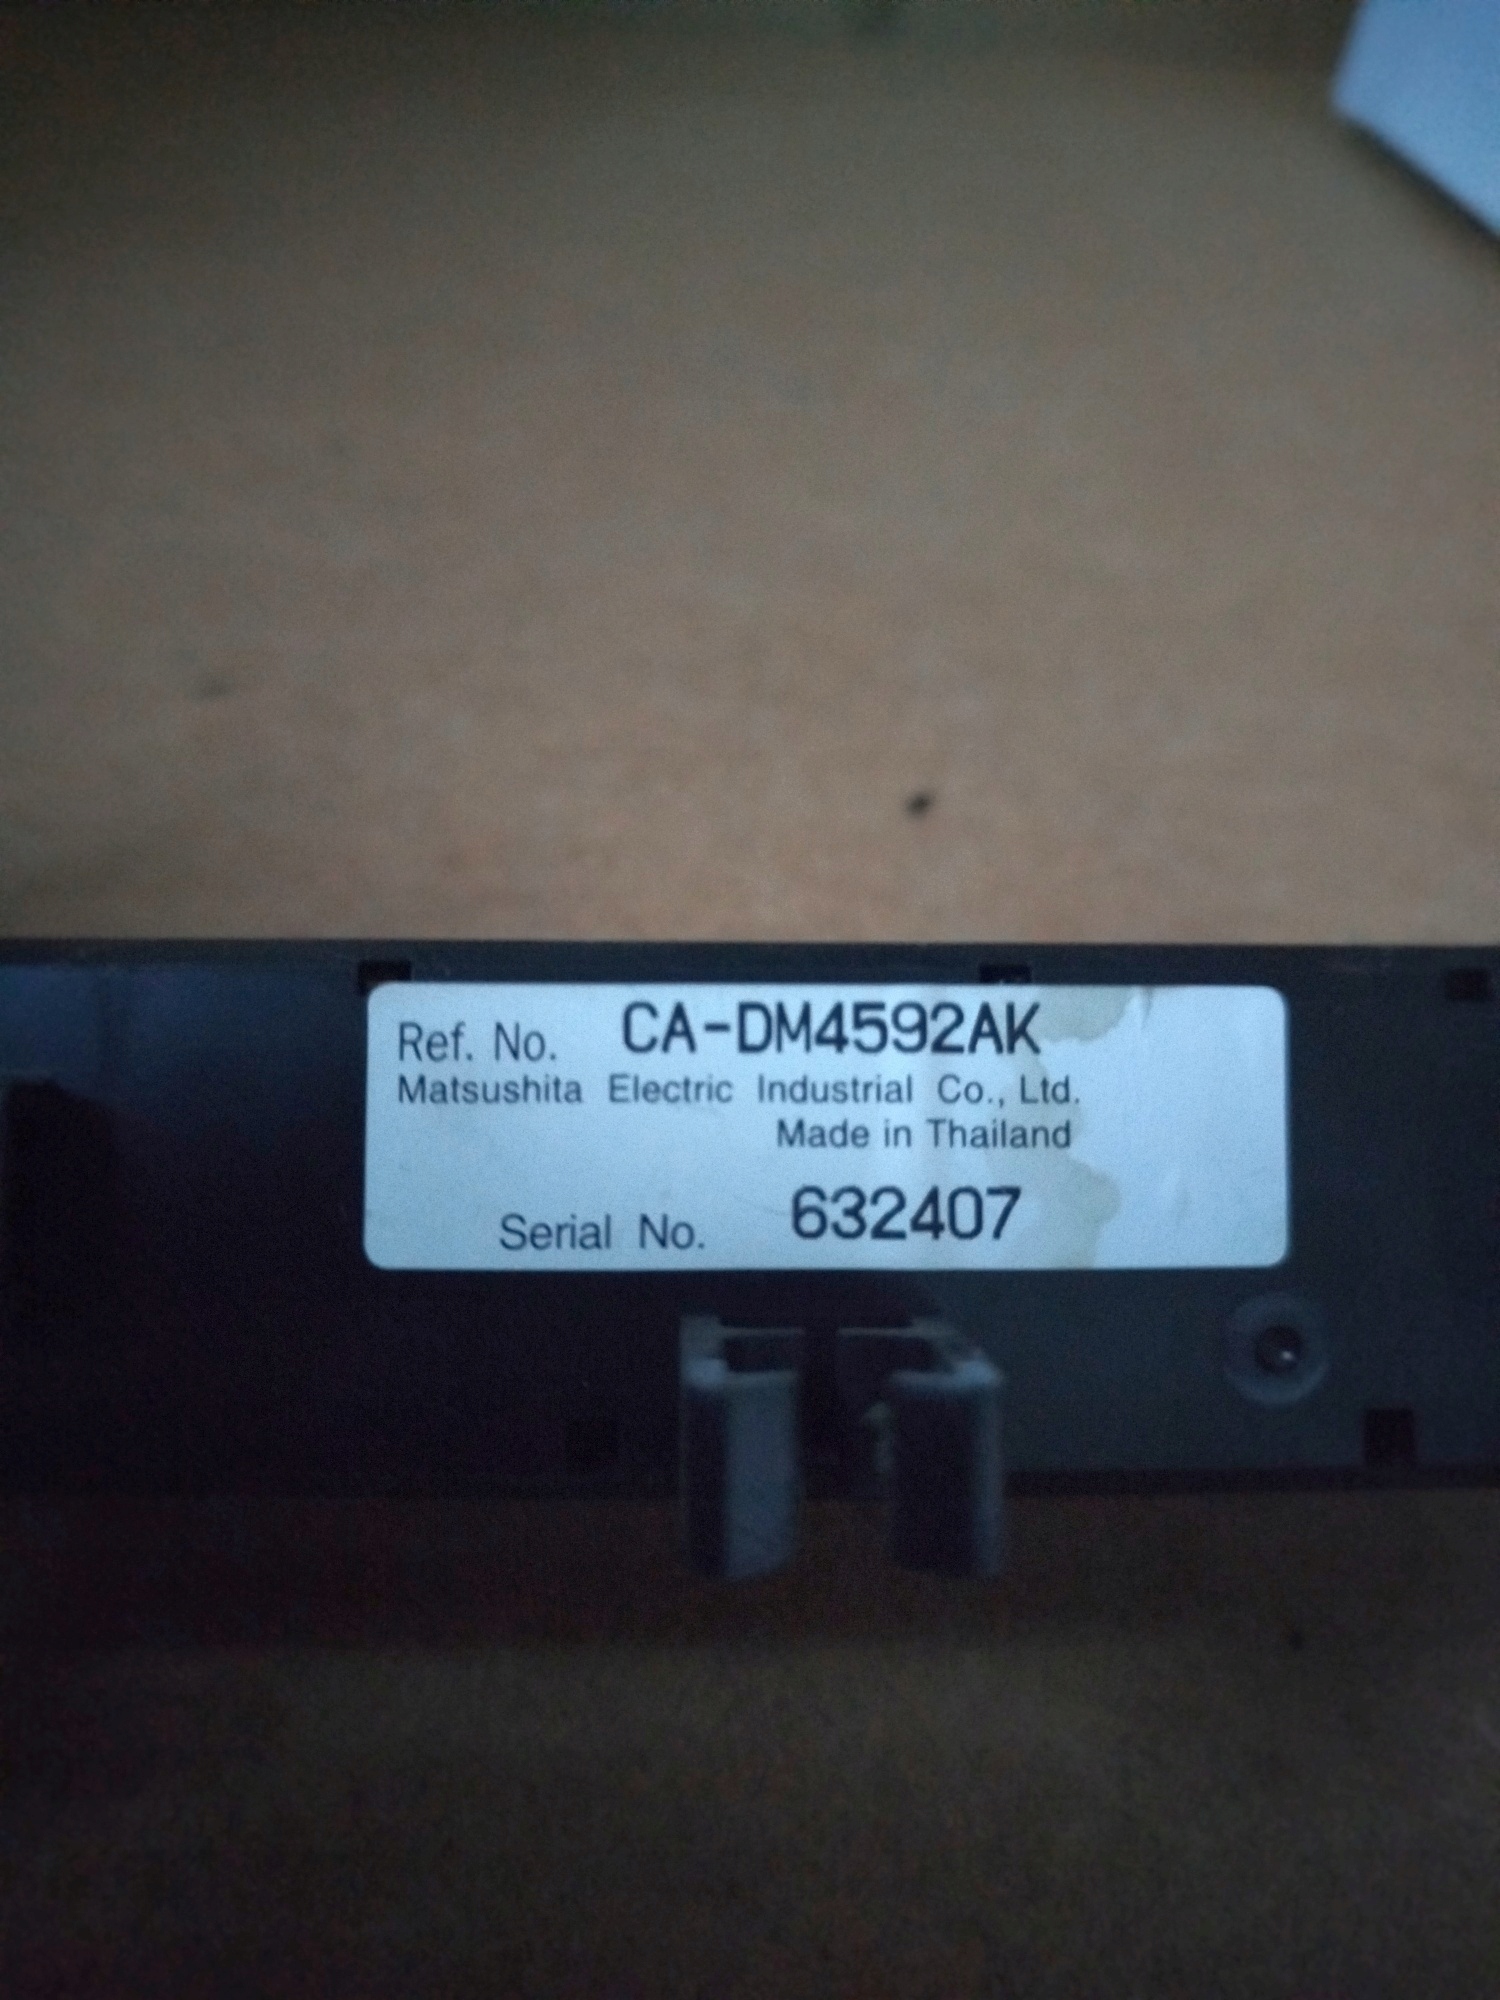 Ref. No. CA-DM4592AK
Matsushita Electric Industrial Co., Ltd.
Made in Thailand
Serial No. 632407